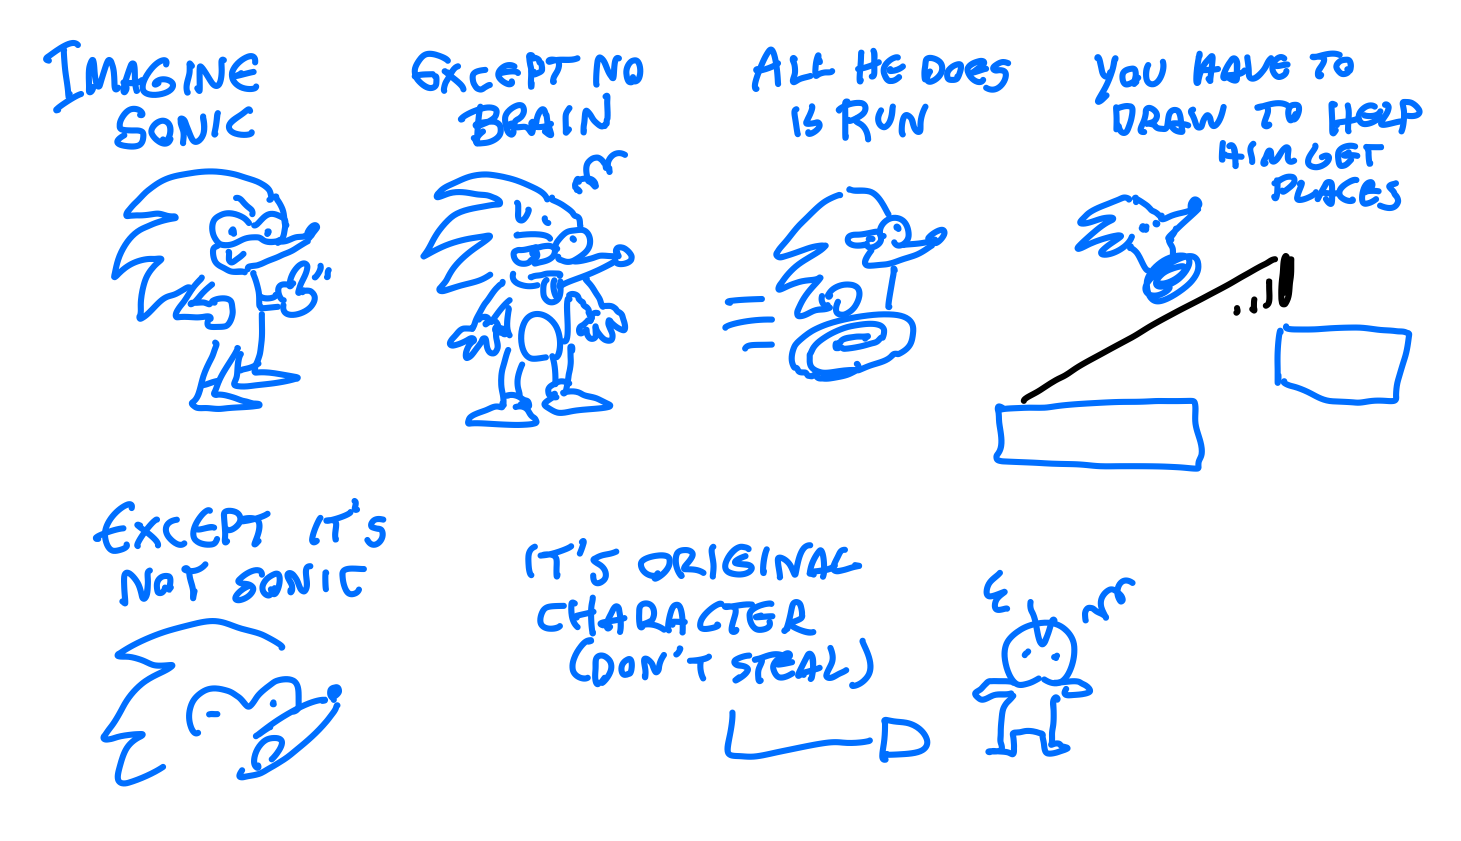 IMAGINE
SONIC
EXCEPT NO
BRAIN
ALL HE DOES
IS RUN
YOU HAVE TO
DRAW TO HELP
HIM GET
PLACES
EXCEPT IT'S
NOT SONIC
IT'S ORIGINAL
CHARACTER
(DON'T STEAL)